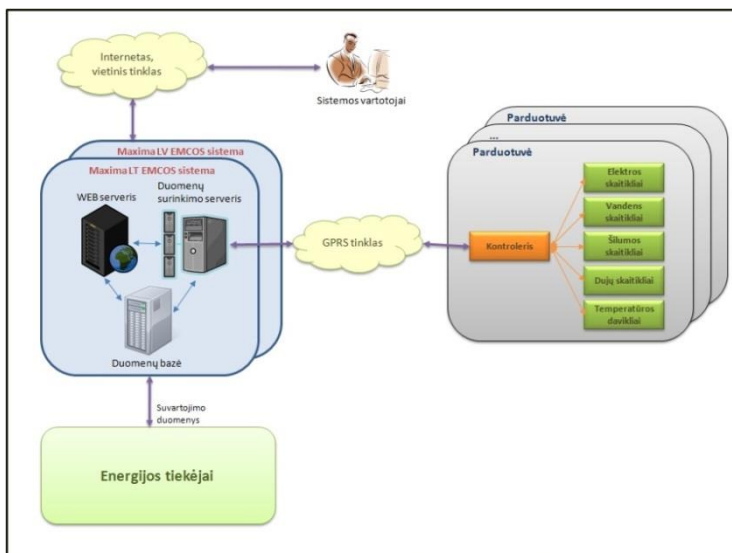 Internetas,
vietinis tinklas
Sistemos vartotojai
Maxima LV EMCOS sistema
Maxima LT EMCOS sistema
WEB serveris
Duomenų
surinkimo serveris
Duomenų bazė
GPRS tinklas
Parduotuvė
...
Parduotuvė
Kontroleris
Elektros
skaitikliai
Vandens
skaitikliai
Šilumos
skaitikliai
Dujų skaitikliai
Temperatūros
davikliai
Suvartojimo
duomenys
Energijos tiekėjai